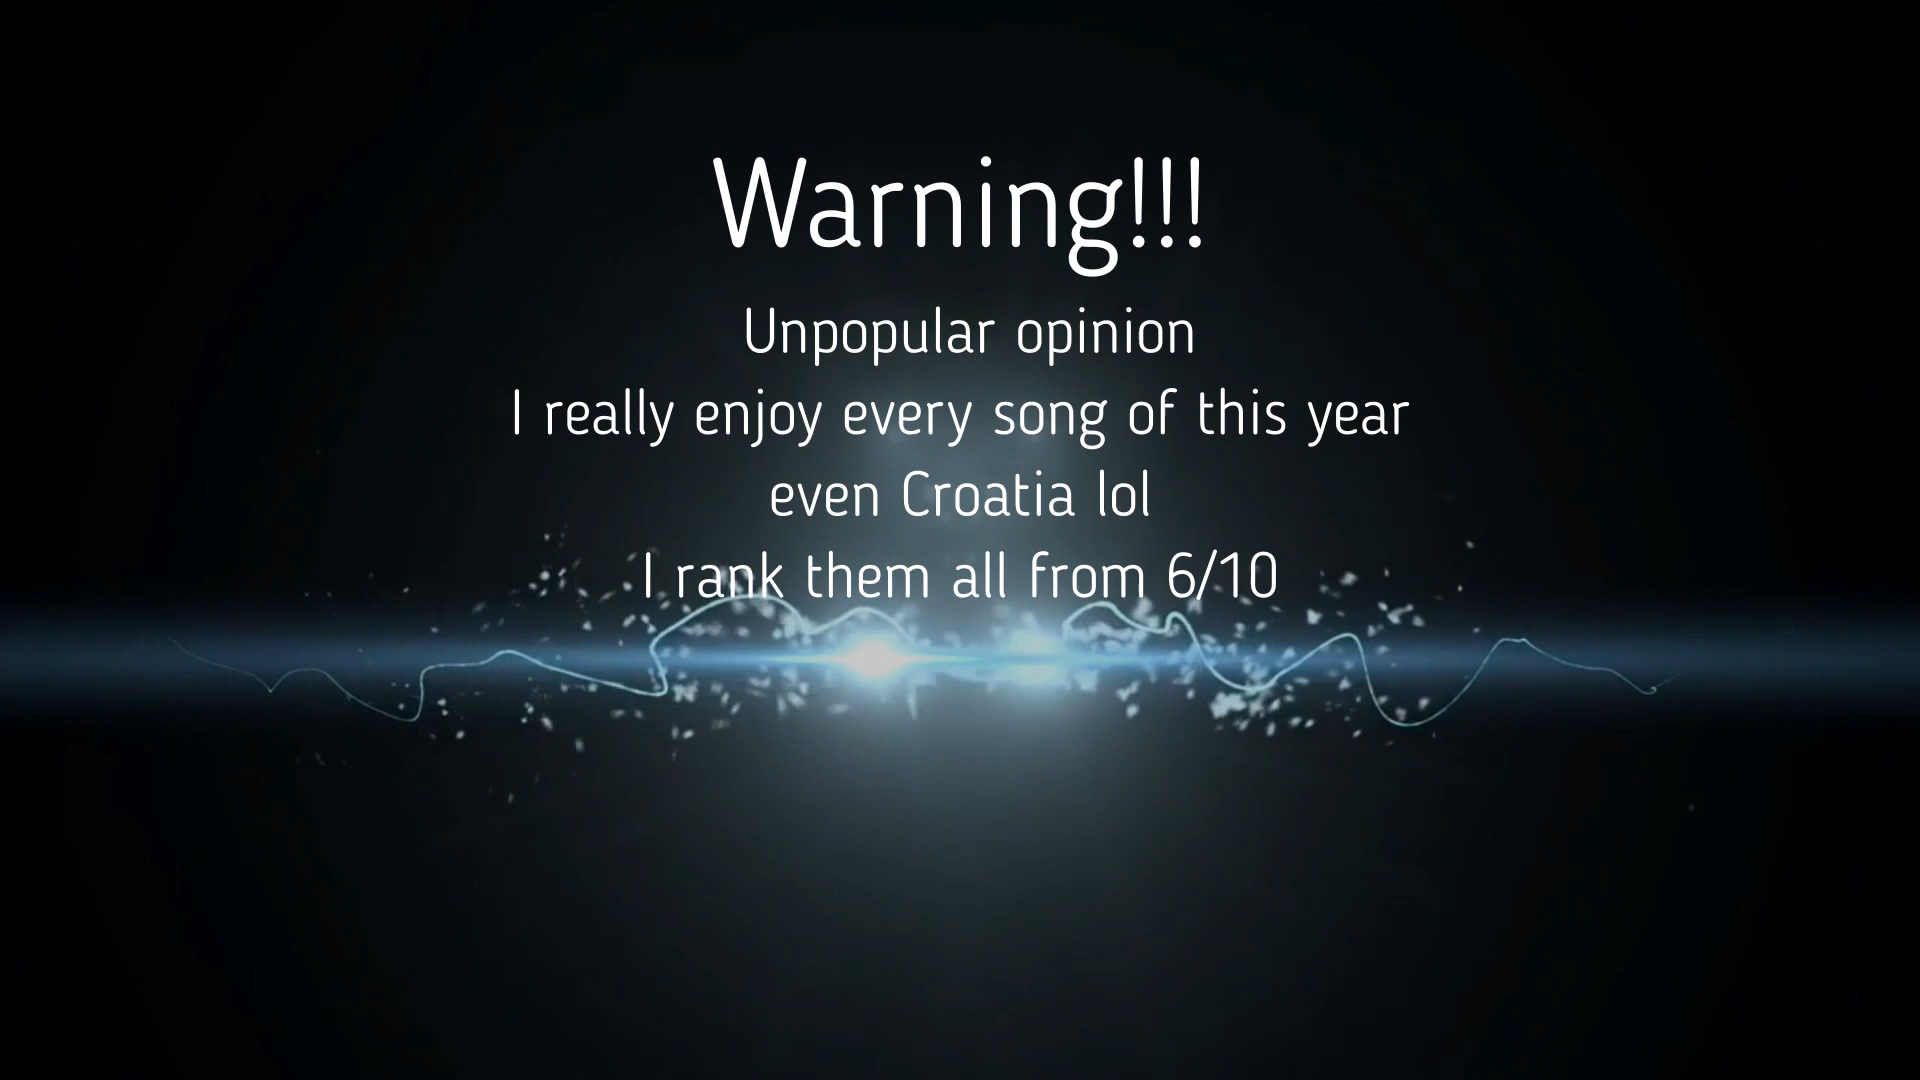 Warning!!!
Unpopular opinion
I really enjoy every song of this year
even Croatia lol
I rank them all from 6/10